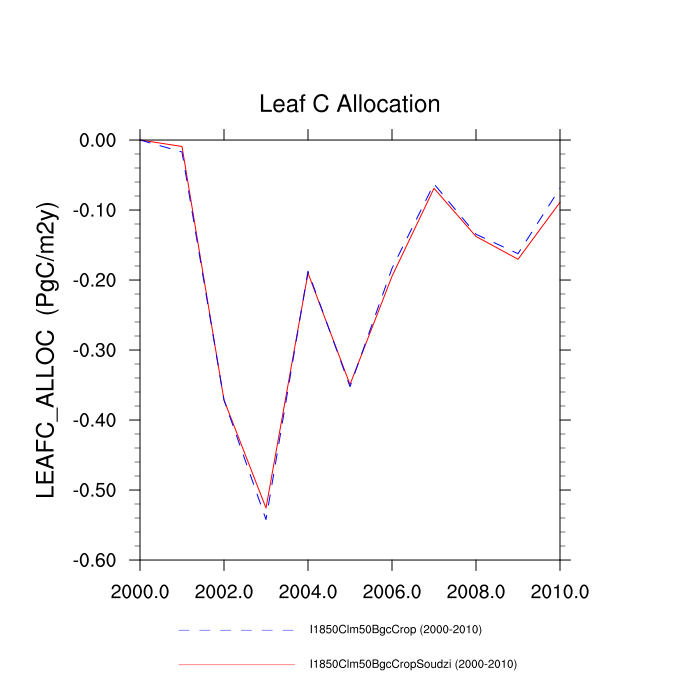 Leaf C Allocation
LEAFC_ALLOC (PgC/m2y)
0.00
-0.10
-0.20
-0.30
-0.40
-0.50
-0.60
2000.0 2002.0 2004.0 2006.0 2008.0 2010.0
I1850Clm50BgcCrop (2000-2010)
I1850Clm50BgcCropSoudzi (2000-2010)